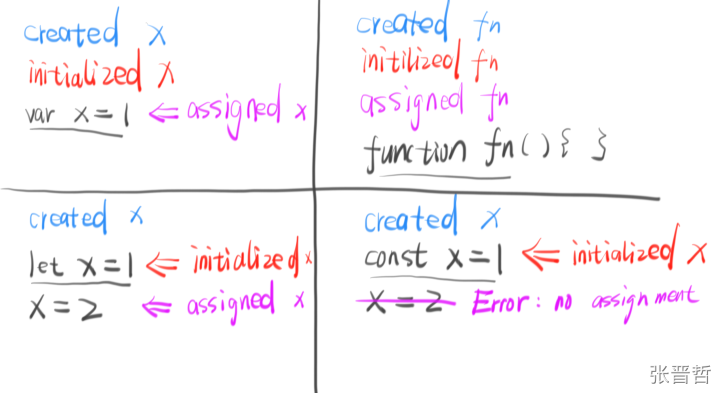 created x
initialized x
var x=1 ⇐ assigned x
created fn
initilized fn
assigned fn
function fn(){ }
created x
let x=1 ⇐ initialized x
x=2 ⇐ assigned x
created x
const x=1 ⇐ initialized x
x=2 Error: no assignment
张晋哲